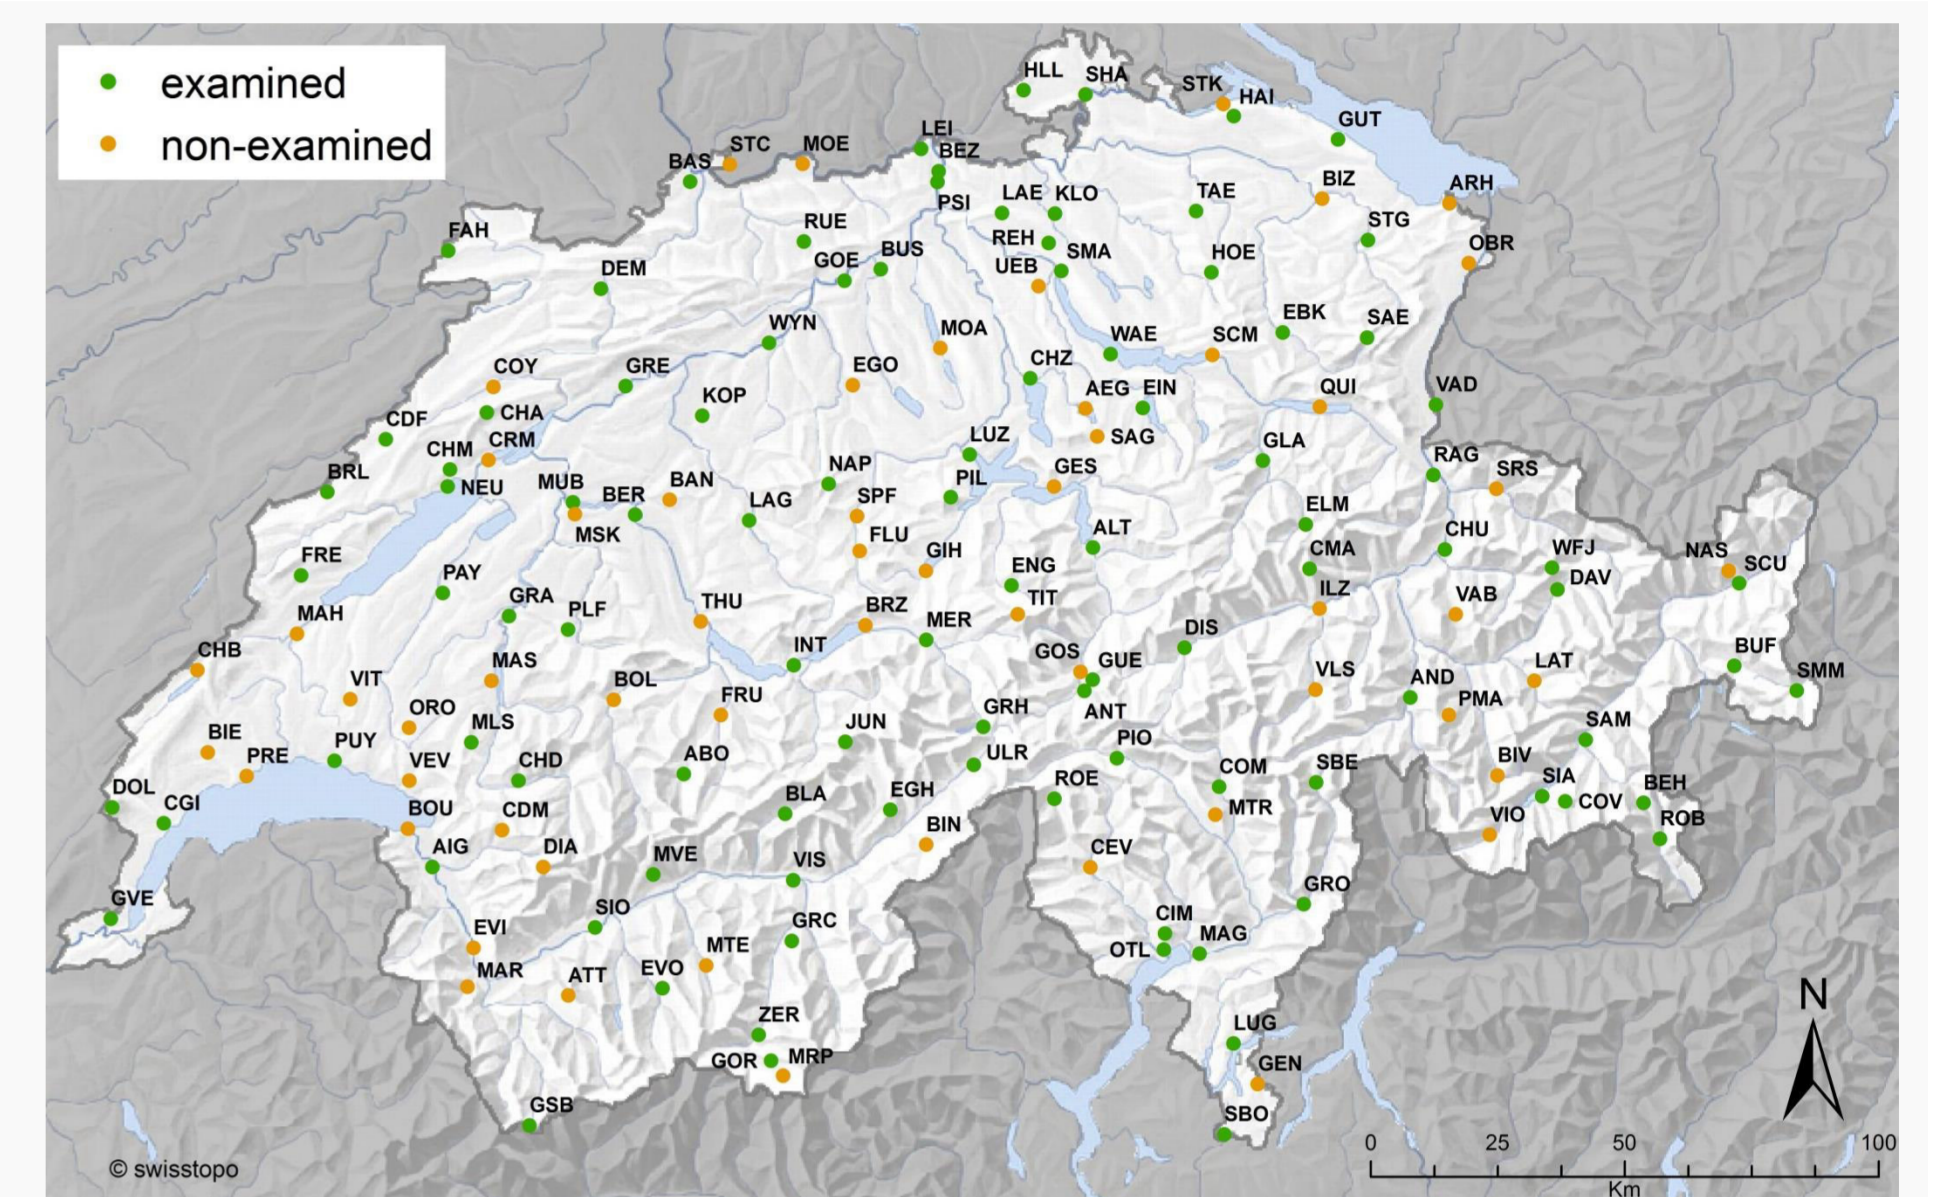 examined
non-examined
HLL
SHA
STK
HAI
GUT
LEI
BEZ
STC
MOE
BAS
PSI
LAE
KLO
TAE
BIZ
ARH
FAH
RUE
REH
SMA
STG
OBR
GOE
BUS
UEB
HOE
DEM
WYN
MOA
WAE
SCM
EBK
SAE
COY
GRE
EGO
CHZ
AEG
EIN
QUI
VAD
KOP
CDF
CHA
CRM
SAG
LUZ
GLA
CHM
BRL
NEU
MUB
BER
BAN
NAP
PIL
GES
RAG
SRS
LAG
SPF
ELM
MSK
FLU
ALT
CHU
FRE
GIH
CMA
WFJ
NAS
SCU
PAY
ENG
DAV
GRA
PLF
THU
BRZ
TIT
ILZ
VAB
MAH
MER
DIS
CHB
INT
GOS
GUE
BUF
MAS
BOL
VLS
LAT
SMM
VIT
FRU
AND
PMA
ORO
MLS
JUN
GRH
ANT
SAM
BIE
PRE
PUY
PIO
VEV
CHD
ABO
ULR
COM
SBE
BIV
SIA
BEH
DOL
CGI
BLA
EGH
ROE
MTR
COV
BOU
CDM
BIN
VIO
ROB
AIG
DIA
MVE
VIS
CEV
GVE
SIO
GRO
EVI
GRC
CIM
MAG
OTL
MAR
ATT
EVO
MTE
ZER
LUG
GOR
MRP
GEN
GSB
SBO
N
0 25 50 100
Km
© swisstopo